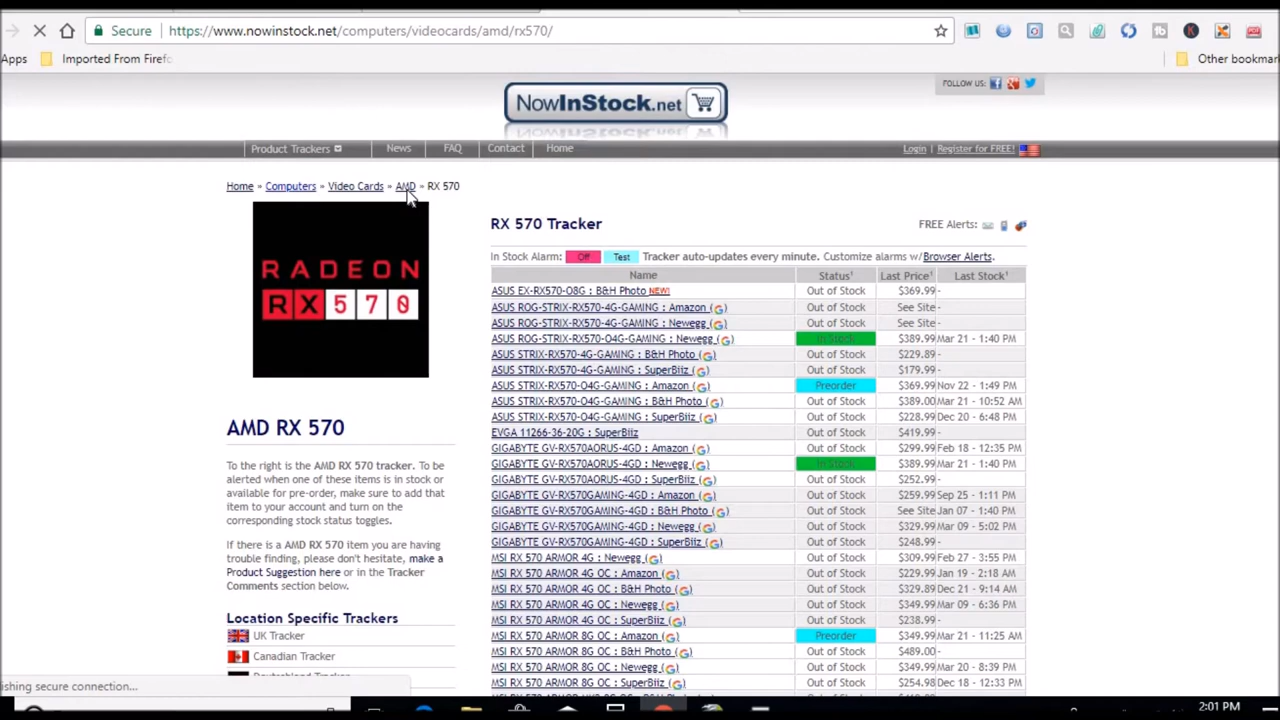 Secure https://www.nowinstock.net/computers/videocards/amd/rx570/
Apps Imported From Firefo Other bookmar
FOLLOW US:
NowInStock.net
Product Trackers News FAQ Contact Home Login | Register for FREE!
Home » Computers » Video Cards » AMD » RX 570
RADEON
RX 570
AMD RX 570
To the right is the AMD RX 570 tracker. To be
alerted when one of these items is in stock or
available for pre-order, make sure to add that
item to your account and turn on the
corresponding stock status toggles.
If there is a AMD RX 570 item you are having
trouble finding, please don't hesitate, make a
Product Suggestion here or in the Tracker
Comments section below.
Location Specific Trackers
UK Tracker
Canadian Tracker
Deutschland Tracker
RX 570 Tracker FREE Alerts:
In Stock Alarm: Off Test Tracker auto-updates every minute. Customize alarms w/Browser Alerts.
Name Status¹ Last Price¹ Last Stock¹
ASUS EX-RX570-O8G : B&H Photo NEW! Out of Stock $369.99 -
ASUS ROG-STRIX-RX570-4G-GAMING : Amazon (G) Out of Stock See Site -
ASUS ROG-STRIX-RX570-4G-GAMING : Newegg (G) Out of Stock See Site -
ASUS ROG-STRIX-RX570-O4G-GAMING : Newegg (G) In Stock $389.99 Mar 21 - 1:40 PM
ASUS STRIX-RX570-4G-GAMING : B&H Photo (G) Out of Stock $229.89 -
ASUS STRIX-RX570-4G-GAMING : SuperBiiz (G) Out of Stock $179.99 -
ASUS STRIX-RX570-O4G-GAMING : Amazon (G) Preorder $369.99 Nov 22 - 1:49 PM
ASUS STRIX-RX570-O4G-GAMING : B&H Photo (G) Out of Stock $389.00 Mar 21 - 10:52 AM
ASUS STRIX-RX570-O4G-GAMING : SuperBiiz (G) Out of Stock $228.99 Dec 20 - 6:48 PM
EVGA 11266-36-20G : SuperBiiz Out of Stock $419.99 -
GIGABYTE GV-RX570AORUS-4GD : Amazon (G) Out of Stock $299.99 Feb 18 - 12:35 PM
GIGABYTE GV-RX570AORUS-4GD : Newegg (G) In Stock $389.99 Mar 21 - 1:40 PM
GIGABYTE GV-RX570AORUS-4GD : SuperBiiz (G) Out of Stock $252.99 -
GIGABYTE GV-RX570GAMING-4GD : Amazon (G) Out of Stock $259.99 Sep 25 - 1:11 PM
GIGABYTE GV-RX570GAMING-4GD : B&H Photo (G) Out of Stock See Site Jan 07 - 1:40 PM
GIGABYTE GV-RX570GAMING-4GD : Newegg (G) Out of Stock $329.99 Mar 09 - 5:02 PM
GIGABYTE GV-RX570GAMING-4GD : SuperBiiz (G) Out of Stock $248.99 -
MSI RX 570 ARMOR 4G : Newegg (G) Out of Stock $309.99 Feb 27 - 3:55 PM
MSI RX 570 ARMOR 4G OC : Amazon (G) Out of Stock $229.99 Jan 19 - 2:18 AM
MSI RX 570 ARMOR 4G OC : B&H Photo (G) Out of Stock $329.89 Dec 21 - 9:14 AM
MSI RX 570 ARMOR 4G OC : Newegg (G) Out of Stock $349.99 Mar 09 - 6:36 PM
MSI RX 570 ARMOR 4G OC : SuperBiiz (G) Out of Stock $238.99 -
MSI RX 570 ARMOR 8G OC : Amazon (G) Preorder $349.99 Mar 21 - 11:25 AM
MSI RX 570 ARMOR 8G OC : B&H Photo (G) Out of Stock $489.00 -
MSI RX 570 ARMOR 8G OC : Newegg (G) Out of Stock $349.99 Mar 20 - 8:39 PM
MSI RX 570 ARMOR 8G OC : SuperBiiz (G) Out of Stock $254.98 Dec 18 - 12:33 PM
ishing secure connection...
2:01 PM